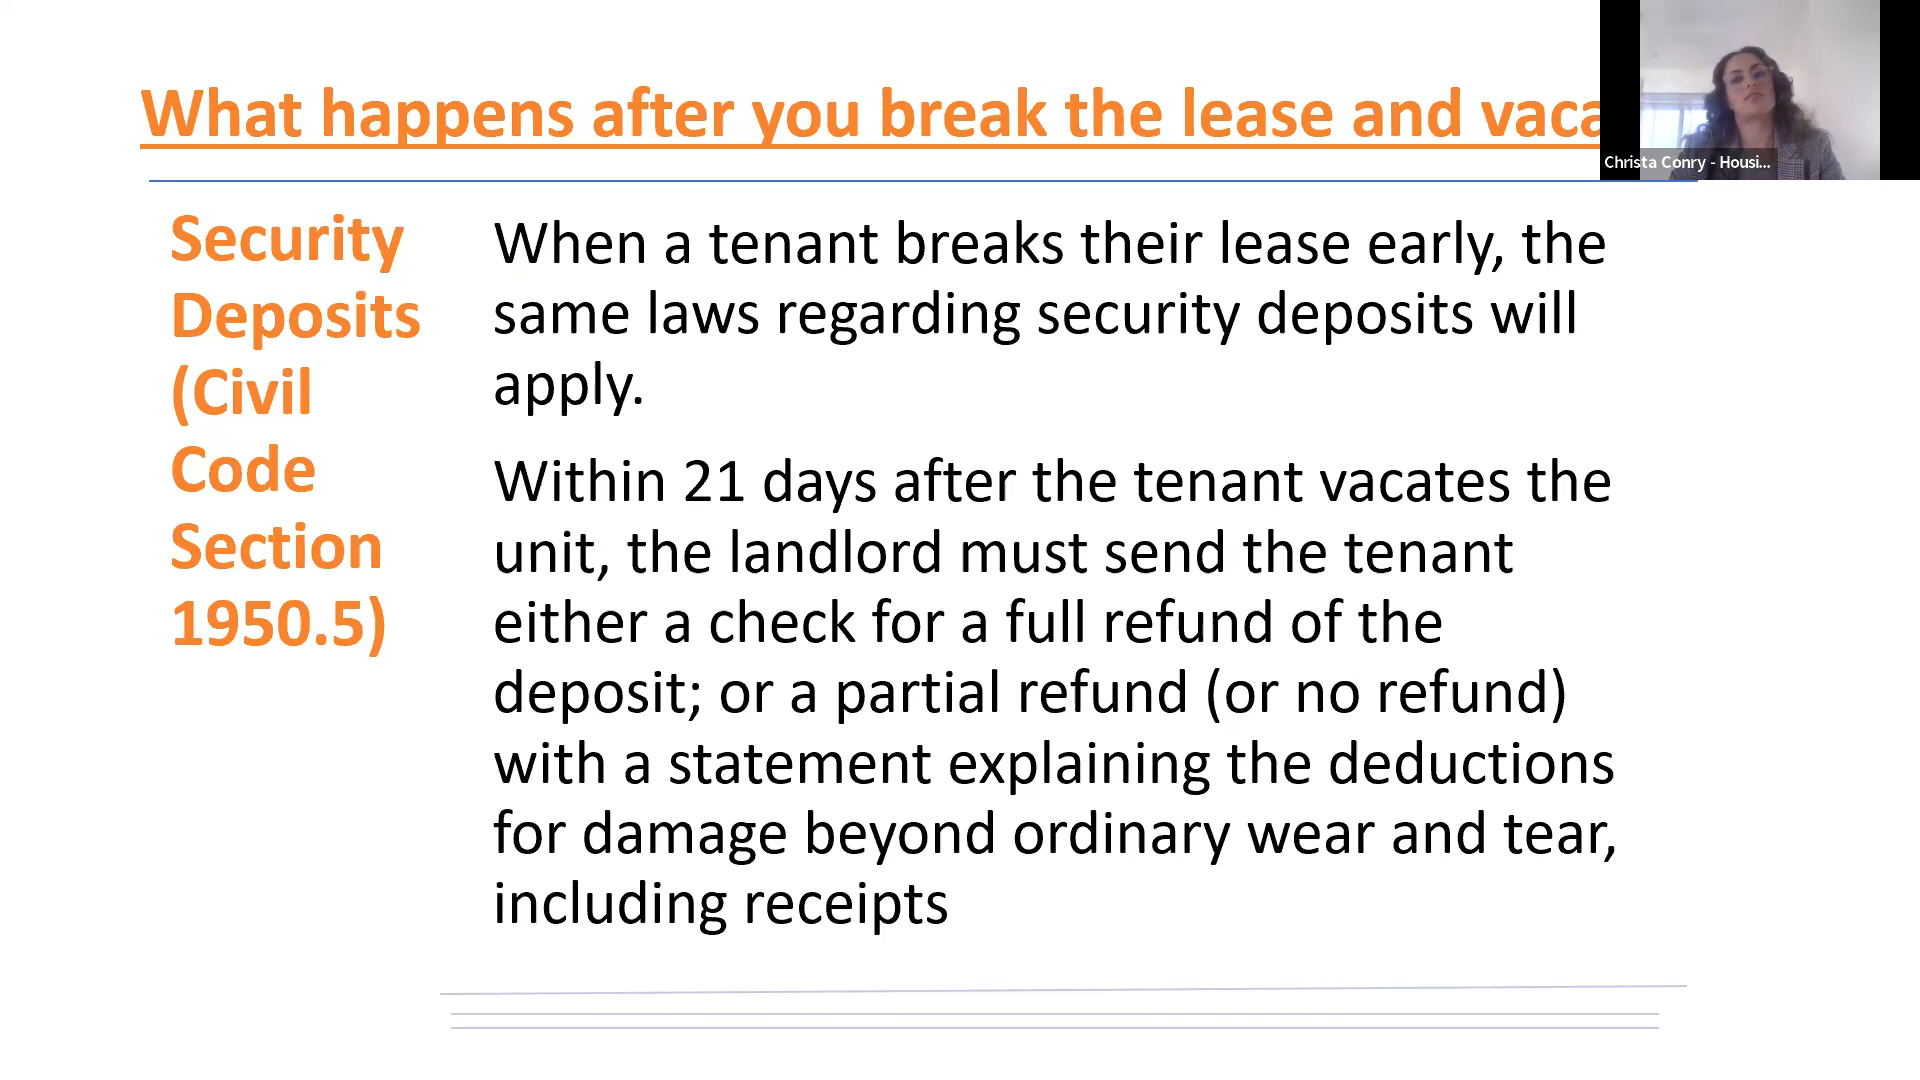 What happens after you break the lease and vaca
Christa Conry - Housi...
Security
Deposits
(Civil
Code
Section
1950.5)
When a tenant breaks their lease early, the
same laws regarding security deposits will
apply.
Within 21 days after the tenant vacates the
unit, the landlord must send the tenant
either a check for a full refund of the
deposit; or a partial refund (or no refund)
with a statement explaining the deductions
for damage beyond ordinary wear and tear,
including receipts